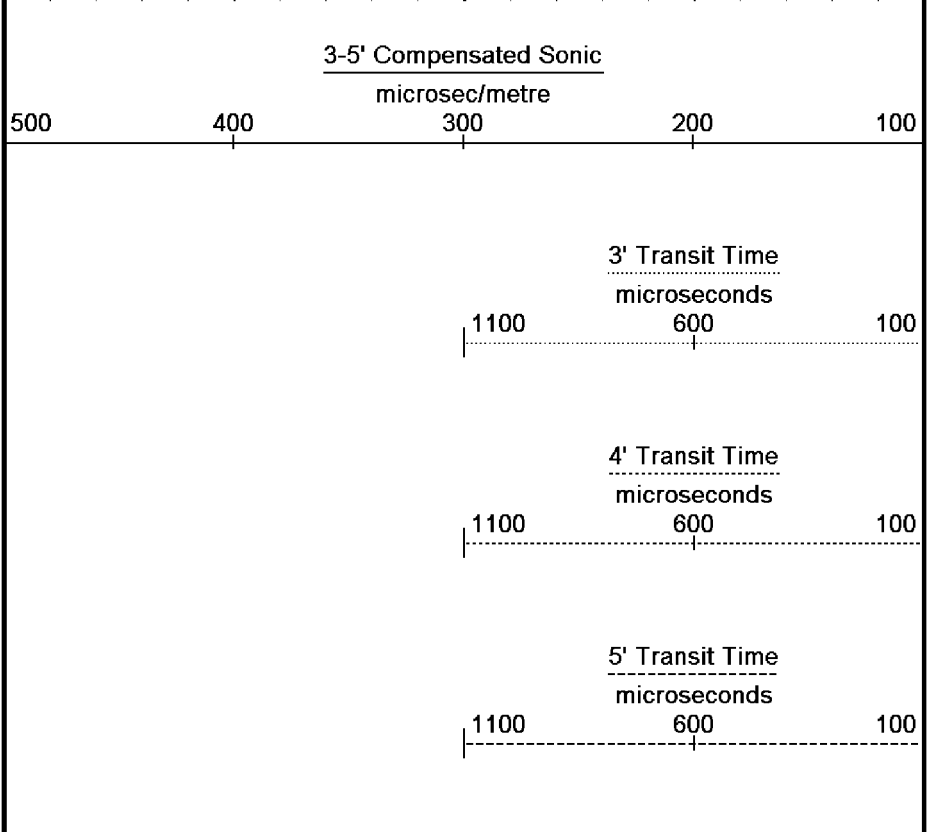 3-5' Compensated Sonic
microsec/metre
500 400 300 200 100
3' Transit Time
microseconds
1100 600 100
4' Transit Time
microseconds
1100 600 100
5' Transit Time
microseconds
1100 600 100